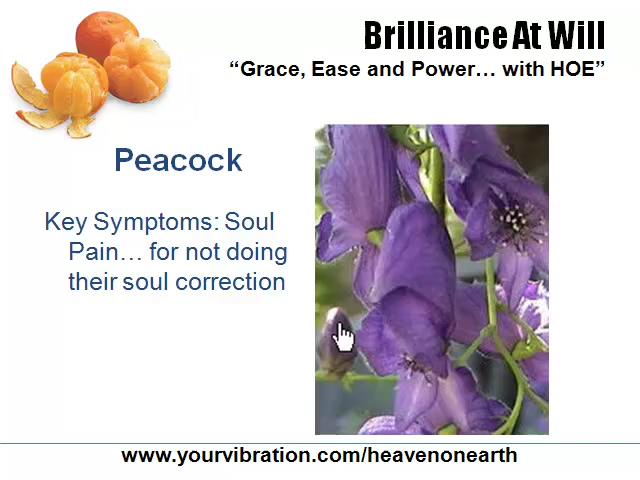 Brilliance At Will
“Grace, Ease and Power… with HOE”
Peacock
Key Symptoms: Soul
Pain… for not doing
their soul correction
www.yourvibration.com/heavenonearth